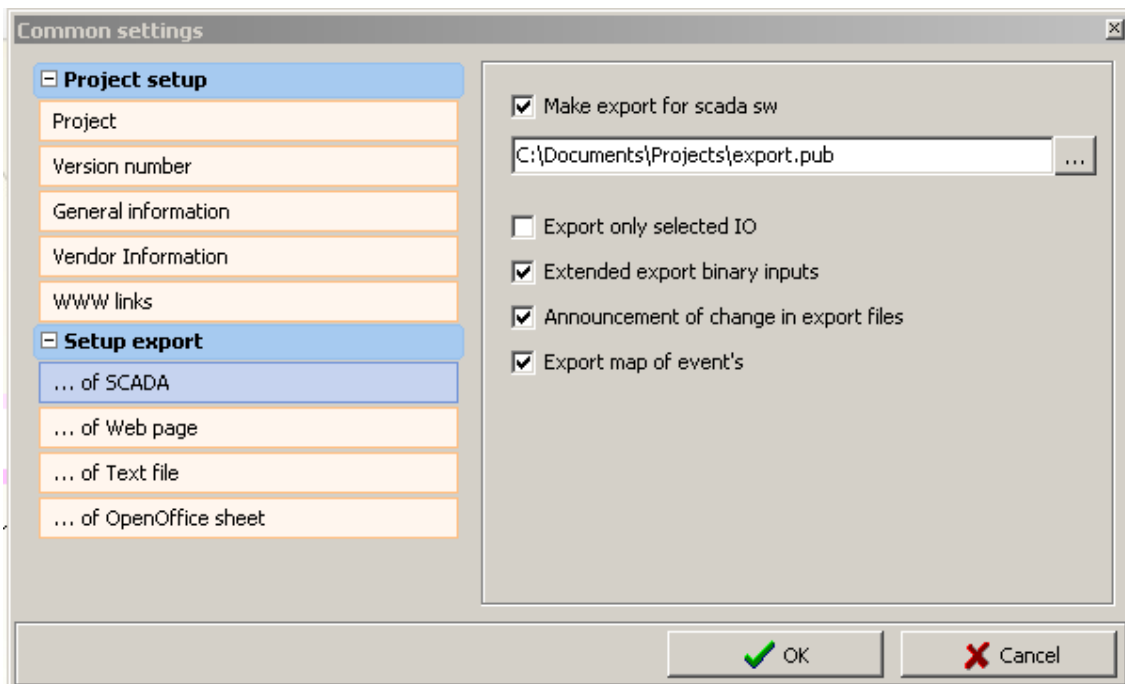 Common settings
Project setup
Project
Version number
General information
Vendor Information
WWW links
Setup export
... of SCADA
... of Web page
... of Text file
... of OpenOffice sheet
Make export for scada sw
C:\Documents\Projects\export.pub
...
Export only selected IO
Extended export binary inputs
Announcement of change in export files
Export map of event's
OK
Cancel